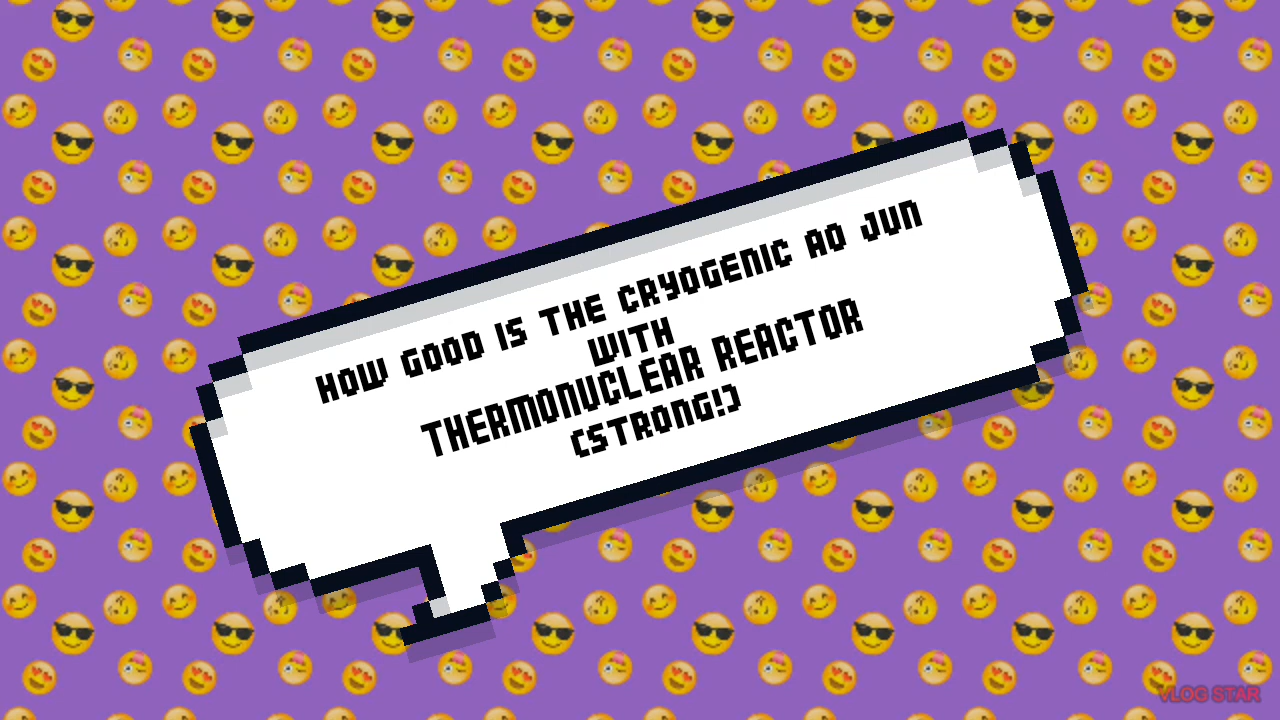 HOW GOOD IS THE CRYOGENIC AO JUN
WITH
THERMONUCLEAR REACTOR
(STRONG!)
VLOG STAR